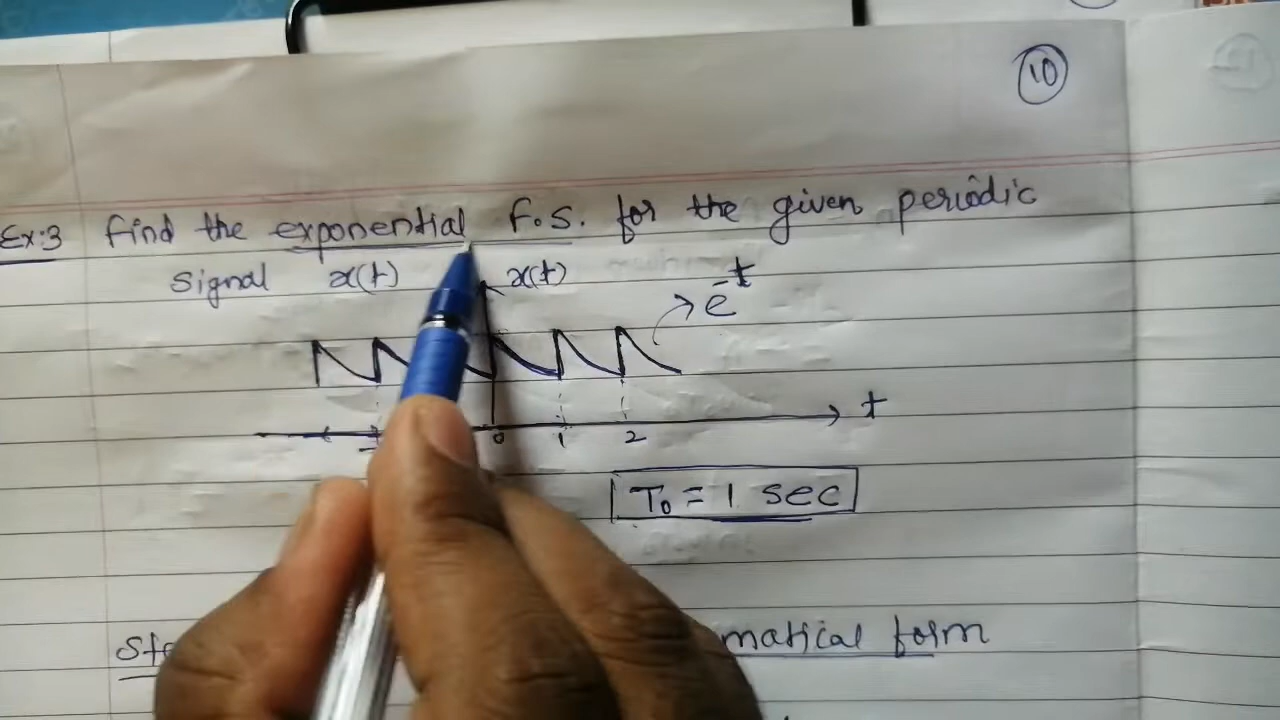 10
Ex:3 Find the exponential F.S. for the given periodic
signal x(t) x(t)
e^-t
t
0 1 2
T₀ = 1 sec
matical form